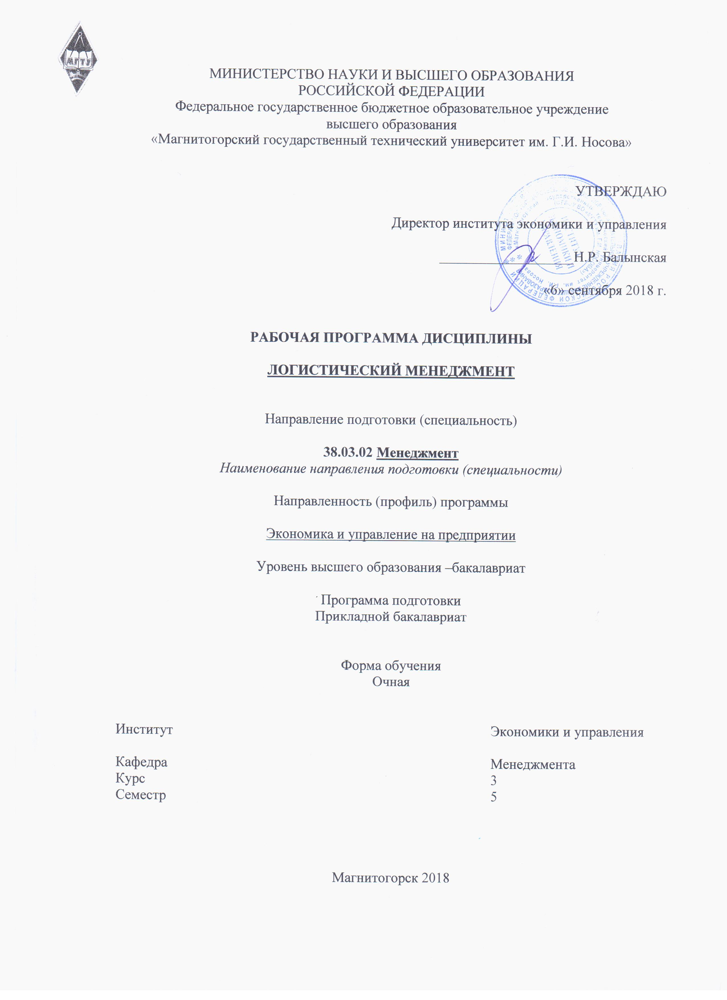 МГТУ
МИНИСТЕРСТВО НАУКИ И ВЫСШЕГО ОБРАЗОВАНИЯ
РОССИЙСКОЙ ФЕДЕРАЦИИ
Федеральное государственное бюджетное образовательное учреждение
высшего образования
«Магнитогорский государственный технический университет им. Г.И. Носова»
УТВЕРЖДАЮ
Директор института экономики и управления
Н.Р. Балынская
«6» сентября 2018 г.
РАБОЧАЯ ПРОГРАММА ДИСЦИПЛИНЫ
ЛОГИСТИЧЕСКИЙ МЕНЕДЖМЕНТ
Направление подготовки (специальность)
38.03.02 Менеджмент
Наименование направления подготовки (специальности)
Направленность (профиль) программы
Экономика и управление на предприятии
Уровень высшего образования –бакалавриат
Программа подготовки
Прикладной бакалавриат
Форма обучения
Очная
Институт Экономики и управления
Кафедра Менеджмента
Курс 3
Семестр 5
Магнитогорск 2018